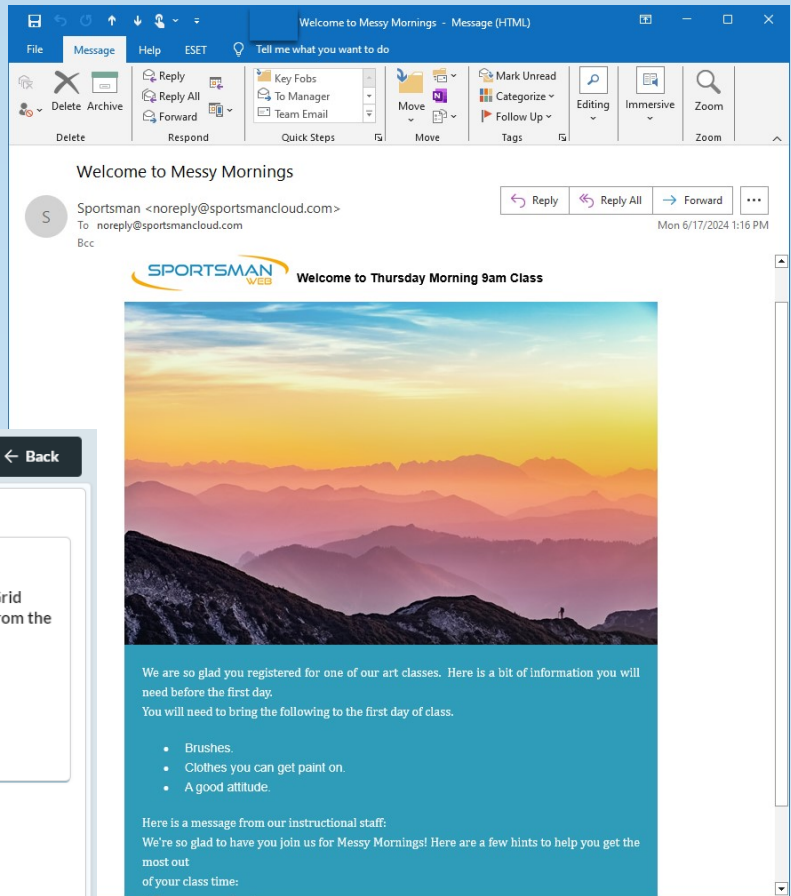 Welcome to Messy Mornings - Message (HTML)
File Message Help ESET Tell me what you want to do
Delete Archive
Reply
Reply All
Forward
Key Fobs
To Manager
Team Email
Move
Mark Unread
Categorize
Follow Up
Editing
Immersive
Zoom
Delete Respond Quick Steps Move Tags Zoom
Welcome to Messy Mornings
S
Sportsman <noreply@sportsmancloud.com>
To noreply@sportsmancloud.com
Bcc
Reply Reply All Forward ...
Mon 6/17/2024 1:16 PM
SPORTSMAN
WEB
Welcome to Thursday Morning 9am Class
← Back
om the
We are so glad you registered for one of our art classes. Here is a bit of information you will
need before the first day.
You will need to bring the following to the first day of class.
• Brushes.
• Clothes you can get paint on.
• A good attitude.
Here is a message from our instructional staff:
We're so glad to have you join us for Messy Mornings! Here are a few hints to help you get the
most out
of your class time: